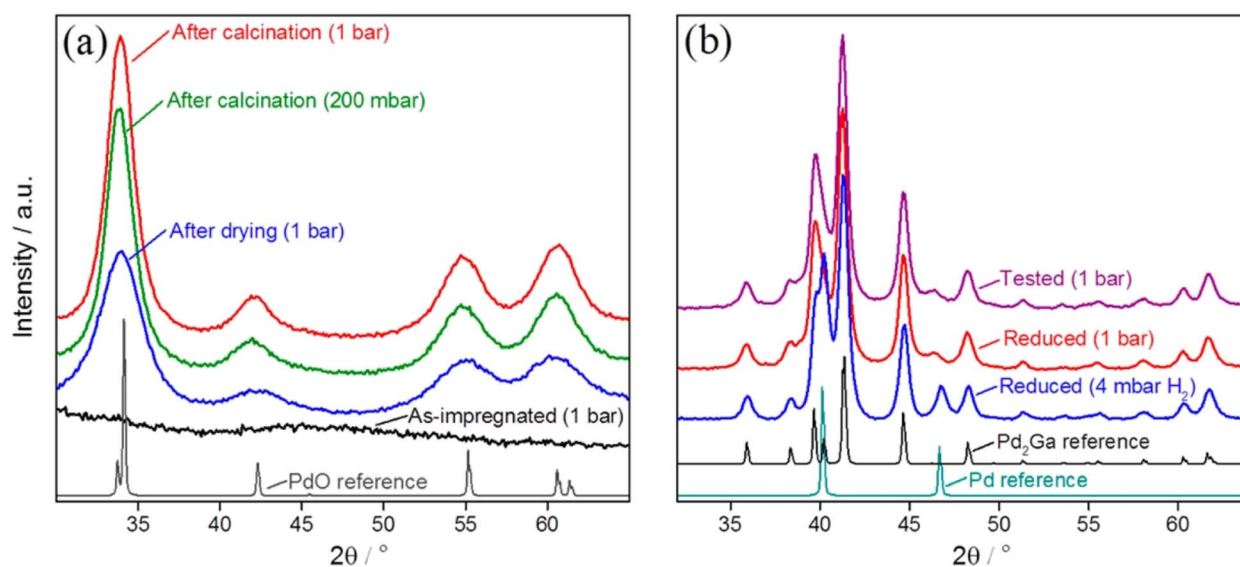 (a)
After calcination (1 bar)
After calcination (200 mbar)
After drying (1 bar)
As-impregnated (1 bar)
PdO reference
Intensity / a.u.
35 40 45 50 55 60
2θ / °
(b)
Tested (1 bar)
Reduced (1 bar)
Reduced (4 mbar H₂)
Pd₂Ga reference
Pd reference
35 40 45 50 55 60
2θ / °